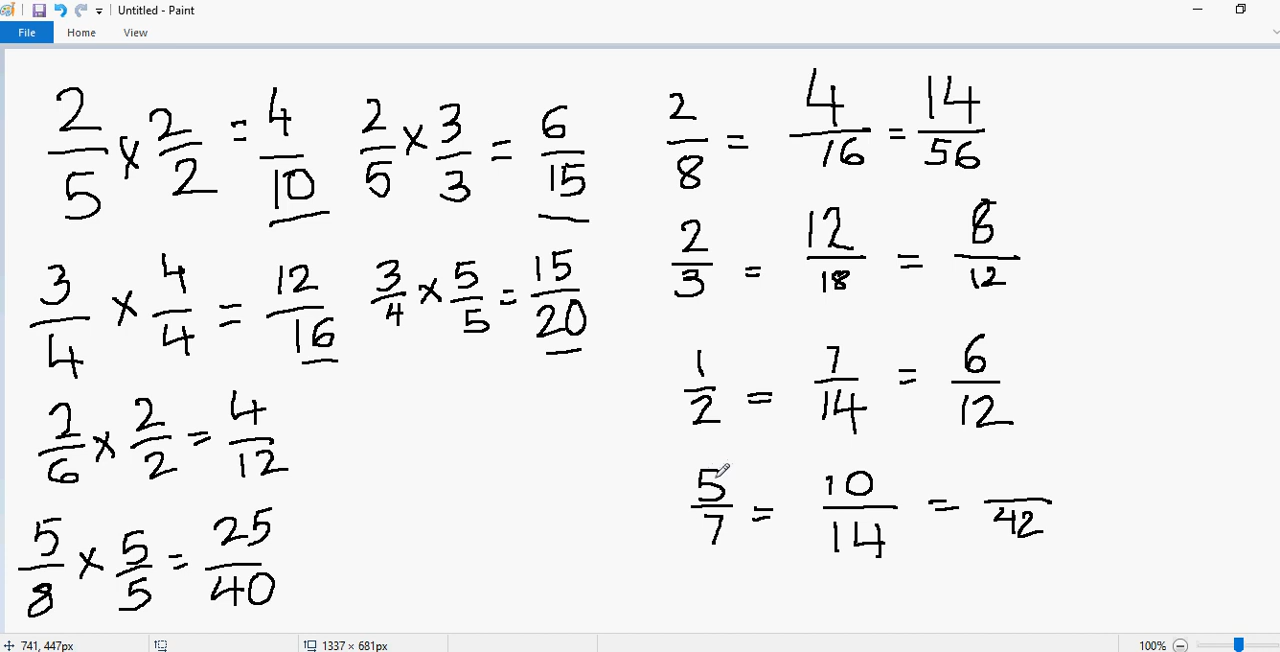 Untitled - Paint
File Home View
2/5 × 2/2 = 4/10
2/5 × 3/3 = 6/15
3/4 × 4/4 = 12/16
3/4 × 5/5 = 15/20
2/6 × 2/2 = 4/12
5/8 × 5/5 = 25/40
2/8 = 4/16 = 14/56
2/3 = 12/18 = 8/12
1/2 = 7/14 = 6/12
5/7 = 10/14 = /42
741, 447px
1337 × 681px
100%